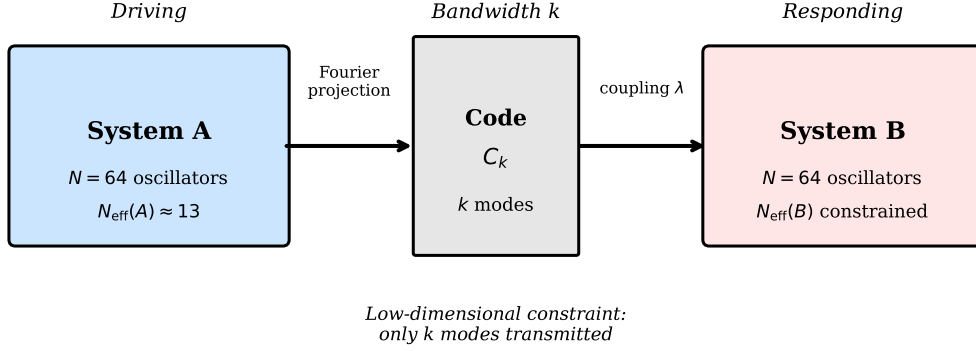 Driving
Bandwidth k
Responding
System A
N = 64 oscillators
N_eff(A) ≈ 13
Fourier
projection
Code
C_k
k modes
coupling λ
System B
N = 64 oscillators
N_eff(B) constrained
Low-dimensional constraint:
only k modes transmitted